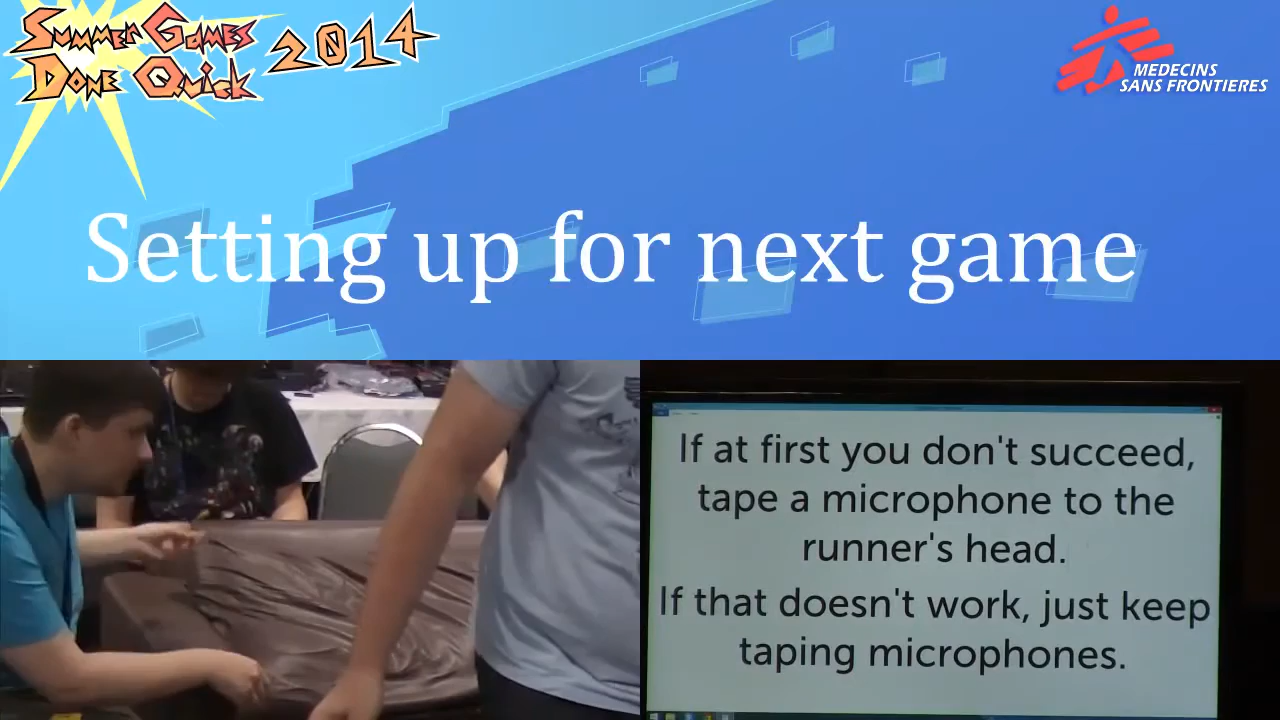 Summer Games
Done Quick
2014
MEDECINS
SANS FRONTIERES
Setting up for next game
If at first you don't succeed,
tape a microphone to the
runner's head.
If that doesn't work, just keep
taping microphones.